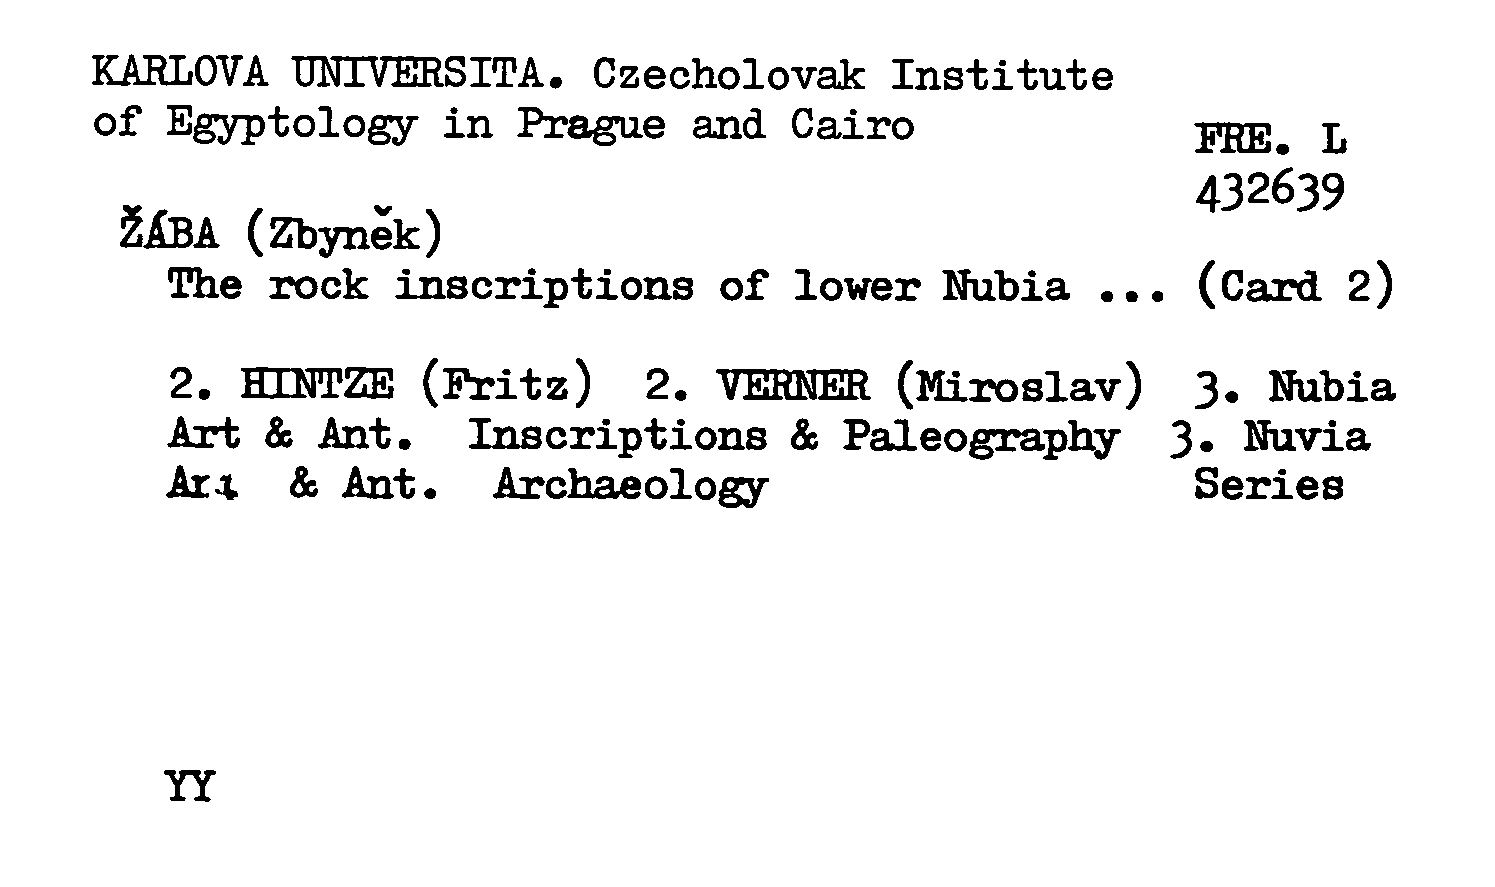 KARLOVA UNIVERSITA. Czecholovak Institute
of Egyptology in Prague and Cairo
FRE. L
432639
ŽÁBA (Zbyněk)
The rock inscriptions of lower Nubia ... (Card 2)
2. HINTZE (Fritz) 2. VERNER (Miroslav) 3. Nubia
Art & Ant. Inscriptions & Paleography 3. Nuvia
Art & Ant. Archaeology Series
YY